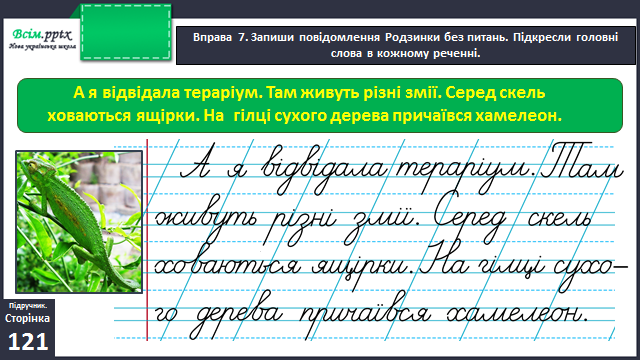 Всім.pptx
Нова українська школа
Вправа 7. Запиши повідомлення Родзинки без питань. Підкресли головні
слова в кожному реченні.
А я відвідала тераріум. Там живуть різні змії. Серед скель
ховаються ящірки. На гілці сухого дерева причаївся хамелеон.
А я відвідала тераріум. Там
живуть різні змії. Серед скель
ховаються ящірки. На гілці сухо–
го дерева причаївся хамелеон.
Підручник.
Сторінка
121